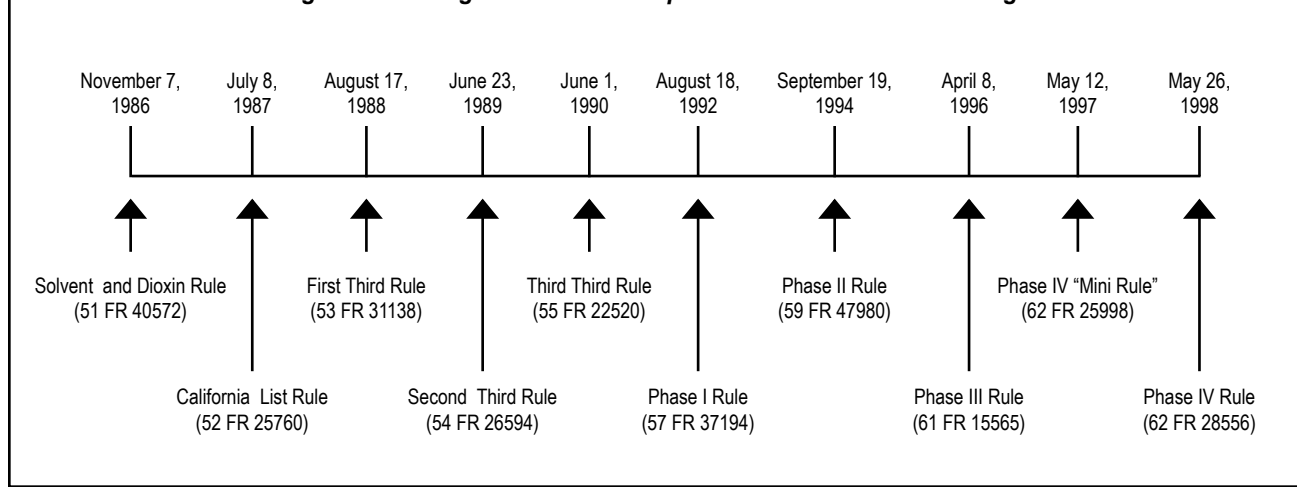 November 7,
1986
July 8,
1987
August 17,
1988
June 23,
1989
June 1,
1990
August 18,
1992
September 19,
1994
April 8,
1996
May 12,
1997
May 26,
1998
Solvent and Dioxin Rule
(51 FR 40572)
First Third Rule
(53 FR 31138)
Third Third Rule
(55 FR 22520)
Phase II Rule
(59 FR 47980)
Phase IV “Mini Rule”
(62 FR 25998)
California List Rule
(52 FR 25760)
Second Third Rule
(54 FR 26594)
Phase I Rule
(57 FR 37194)
Phase III Rule
(61 FR 15565)
Phase IV Rule
(62 FR 28556)